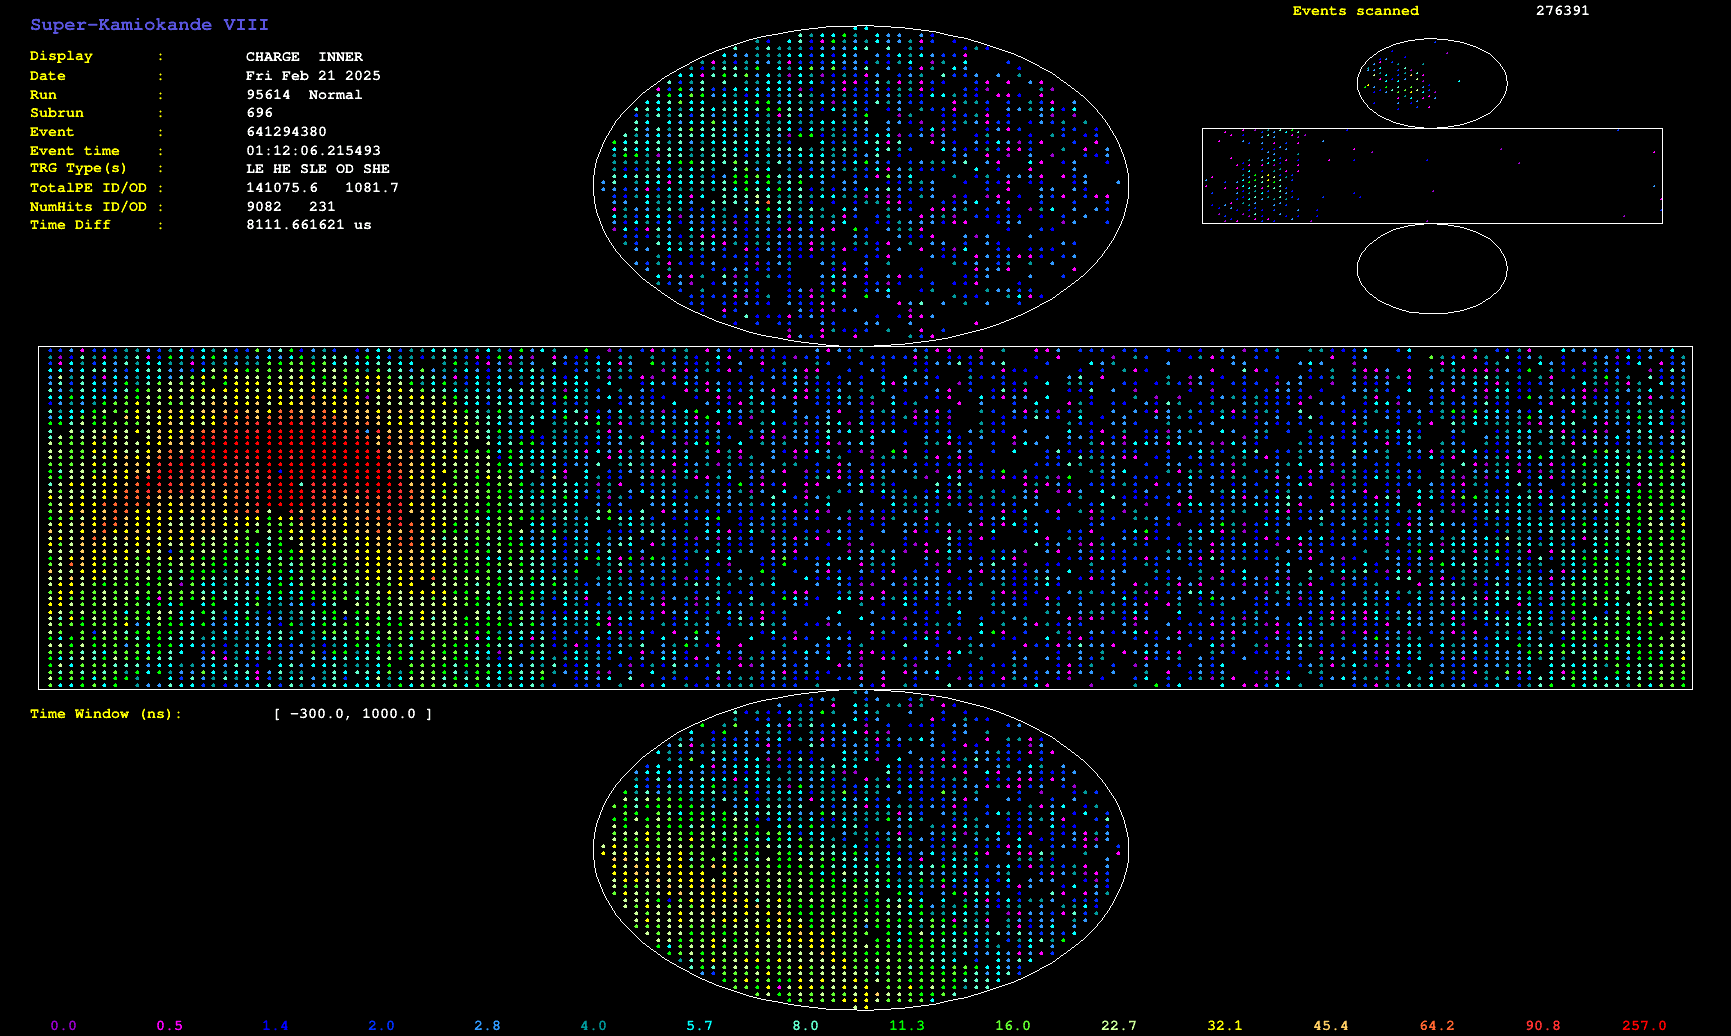 Super-Kamiokande VIII
Display : CHARGE INNER
Date : Fri Feb 21 2025
Run : 95614 Normal
Subrun : 696
Event : 641294380
Event time : 01:12:06.215493
TRG Type(s) : LE HE SLE OD SHE
TotalPE ID/OD : 141075.6 1081.7
NumHits ID/OD : 9082 231
Time Diff : 8111.661621 us
Events scanned 276391
Time Window (ns): [ -300.0, 1000.0 ]
0.0 0.5 1.4 2.0 2.8 4.0 5.7 8.0 11.3 16.0 22.7 32.1 45.4 64.2 90.8 257.0